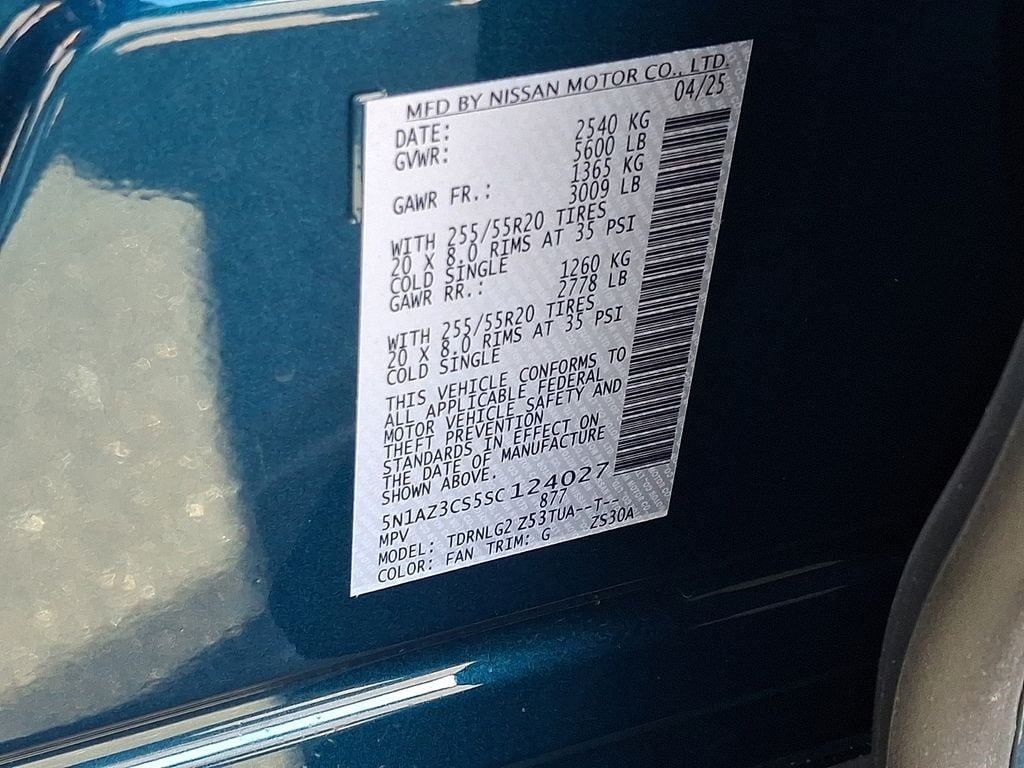 MFD BY NISSAN MOTOR CO., LTD.
DATE: 04/25
GVWR: 2540 KG
5600 LB
GAWR FR.: 1365 KG
3009 LB
WITH 255/55R20 TIRES
20 X 8.0 RIMS AT 35 PSI
COLD SINGLE
GAWR RR.: 1260 KG
2778 LB
WITH 255/55R20 TIRES
20 X 8.0 RIMS AT 35 PSI
COLD SINGLE
THIS VEHICLE CONFORMS TO
ALL APPLICABLE FEDERAL
MOTOR VEHICLE SAFETY AND
THEFT PREVENTION
STANDARDS IN EFFECT ON
THE DATE OF MANUFACTURE
SHOWN ABOVE.
5N1AZ3CS5SC124027
MPV 877
MODEL: TDRNLG2 Z53TUA--T--
COLOR: FAN TRIM: G ZS30A